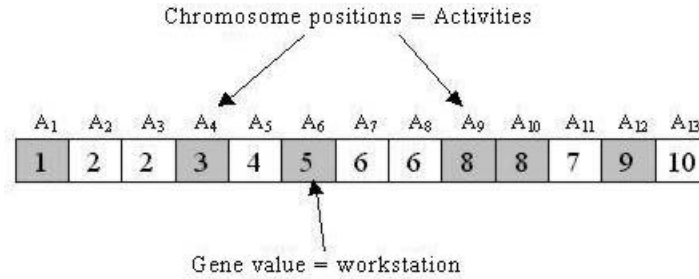 Chromosome positions = Activities
A1 A2 A3 A4 A5 A6 A7 A8 A9 A10 A11 A12 A13
1 2 2 3 4 5 6 6 8 8 7 9 10
Gene value = workstation